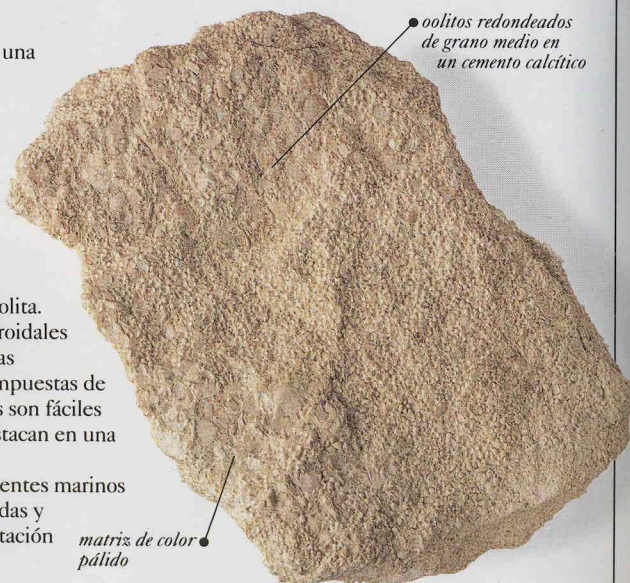 una
olita.
roidales
as
mpuestas de
s son fáciles
stacan en una
entes marinos
das y
tación
oolitos redondeados
de grano medio en
un cemento calcítico
matriz de color
pálido